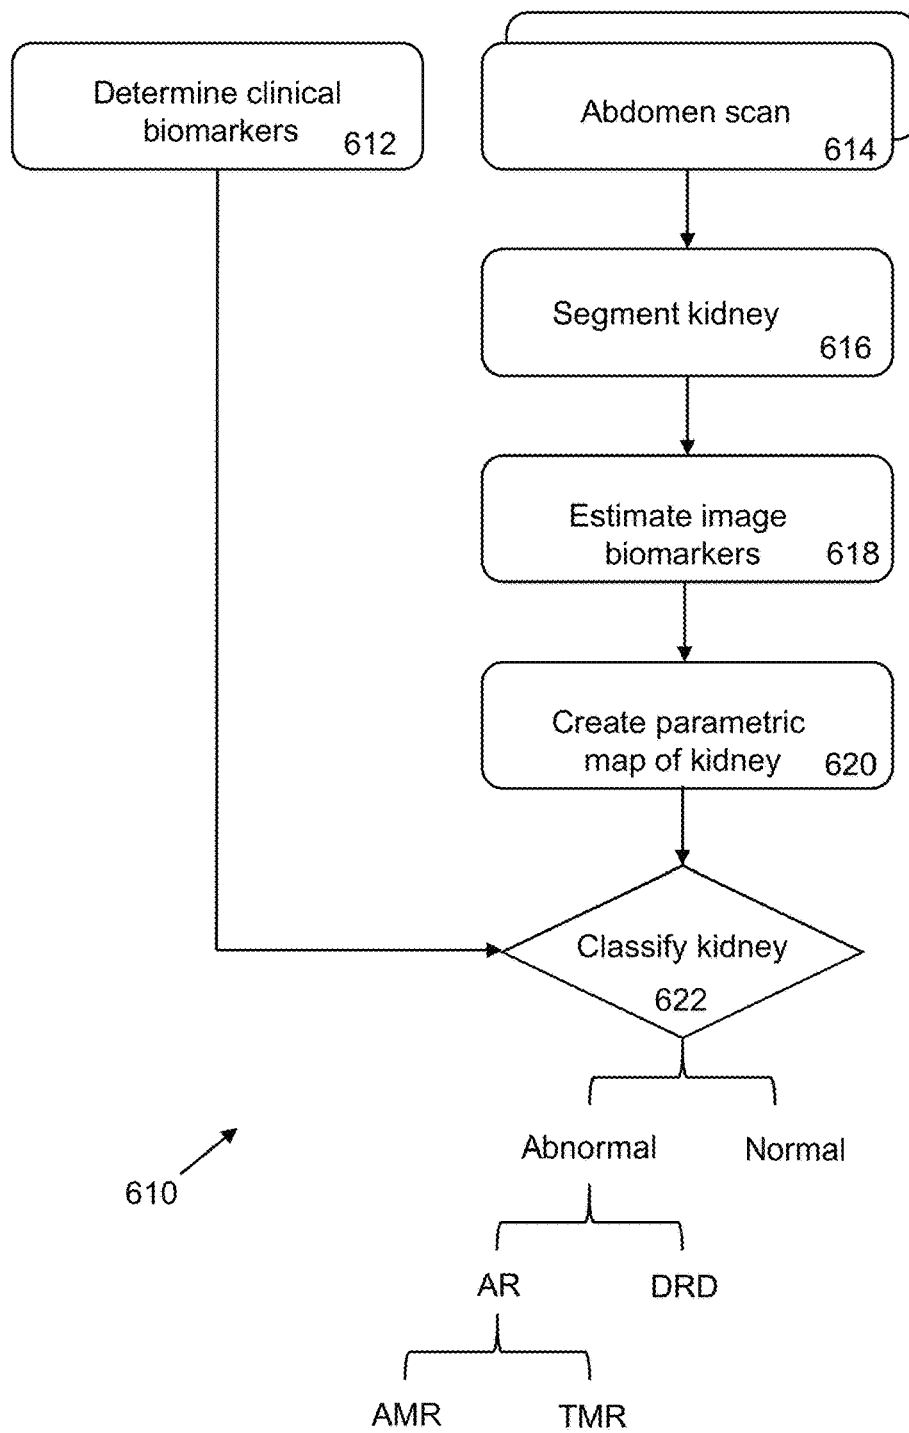 Determine clinical
biomarkers
612
Abdomen scan
614
Segment kidney
616
Estimate image
biomarkers
618
Create parametric
map of kidney
620
Classify kidney
622
Abnormal
Normal
610
AR
DRD
AMR
TMR